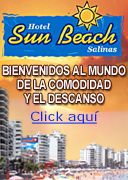 Hotel
Sun Beach
Salinas
BIENVENIDOS AL MUNDO
DE LA COMODIDAD
Y EL DESCANSO
Click aquí